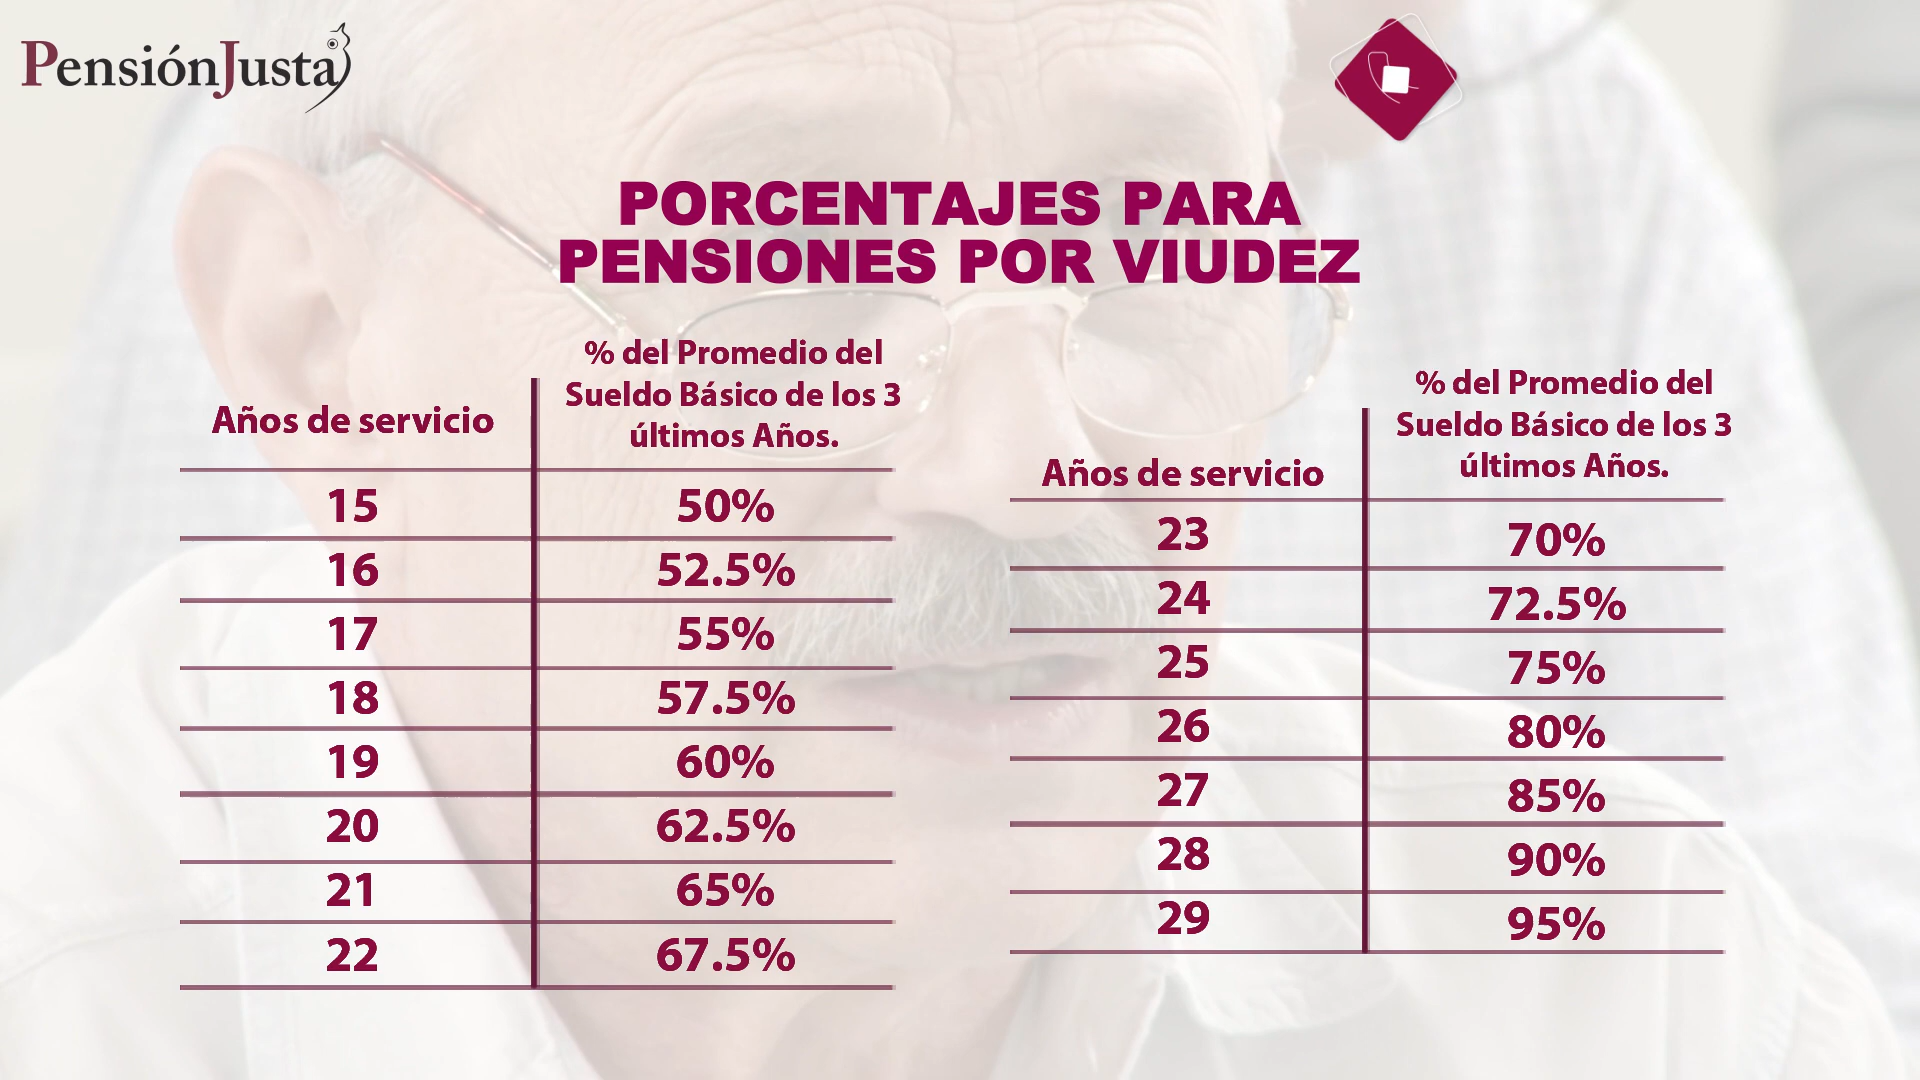 PensiónJusta
PORCENTAJES PARA
PENSIONES POR VIUDEZ
Años de servicio
% del Promedio del
Sueldo Básico de los 3
últimos Años.
15 50%
16 52.5%
17 55%
18 57.5%
19 60%
20 62.5%
21 65%
22 67.5%
Años de servicio
% del Promedio del
Sueldo Básico de los 3
últimos Años.
23 70%
24 72.5%
25 75%
26 80%
27 85%
28 90%
29 95%